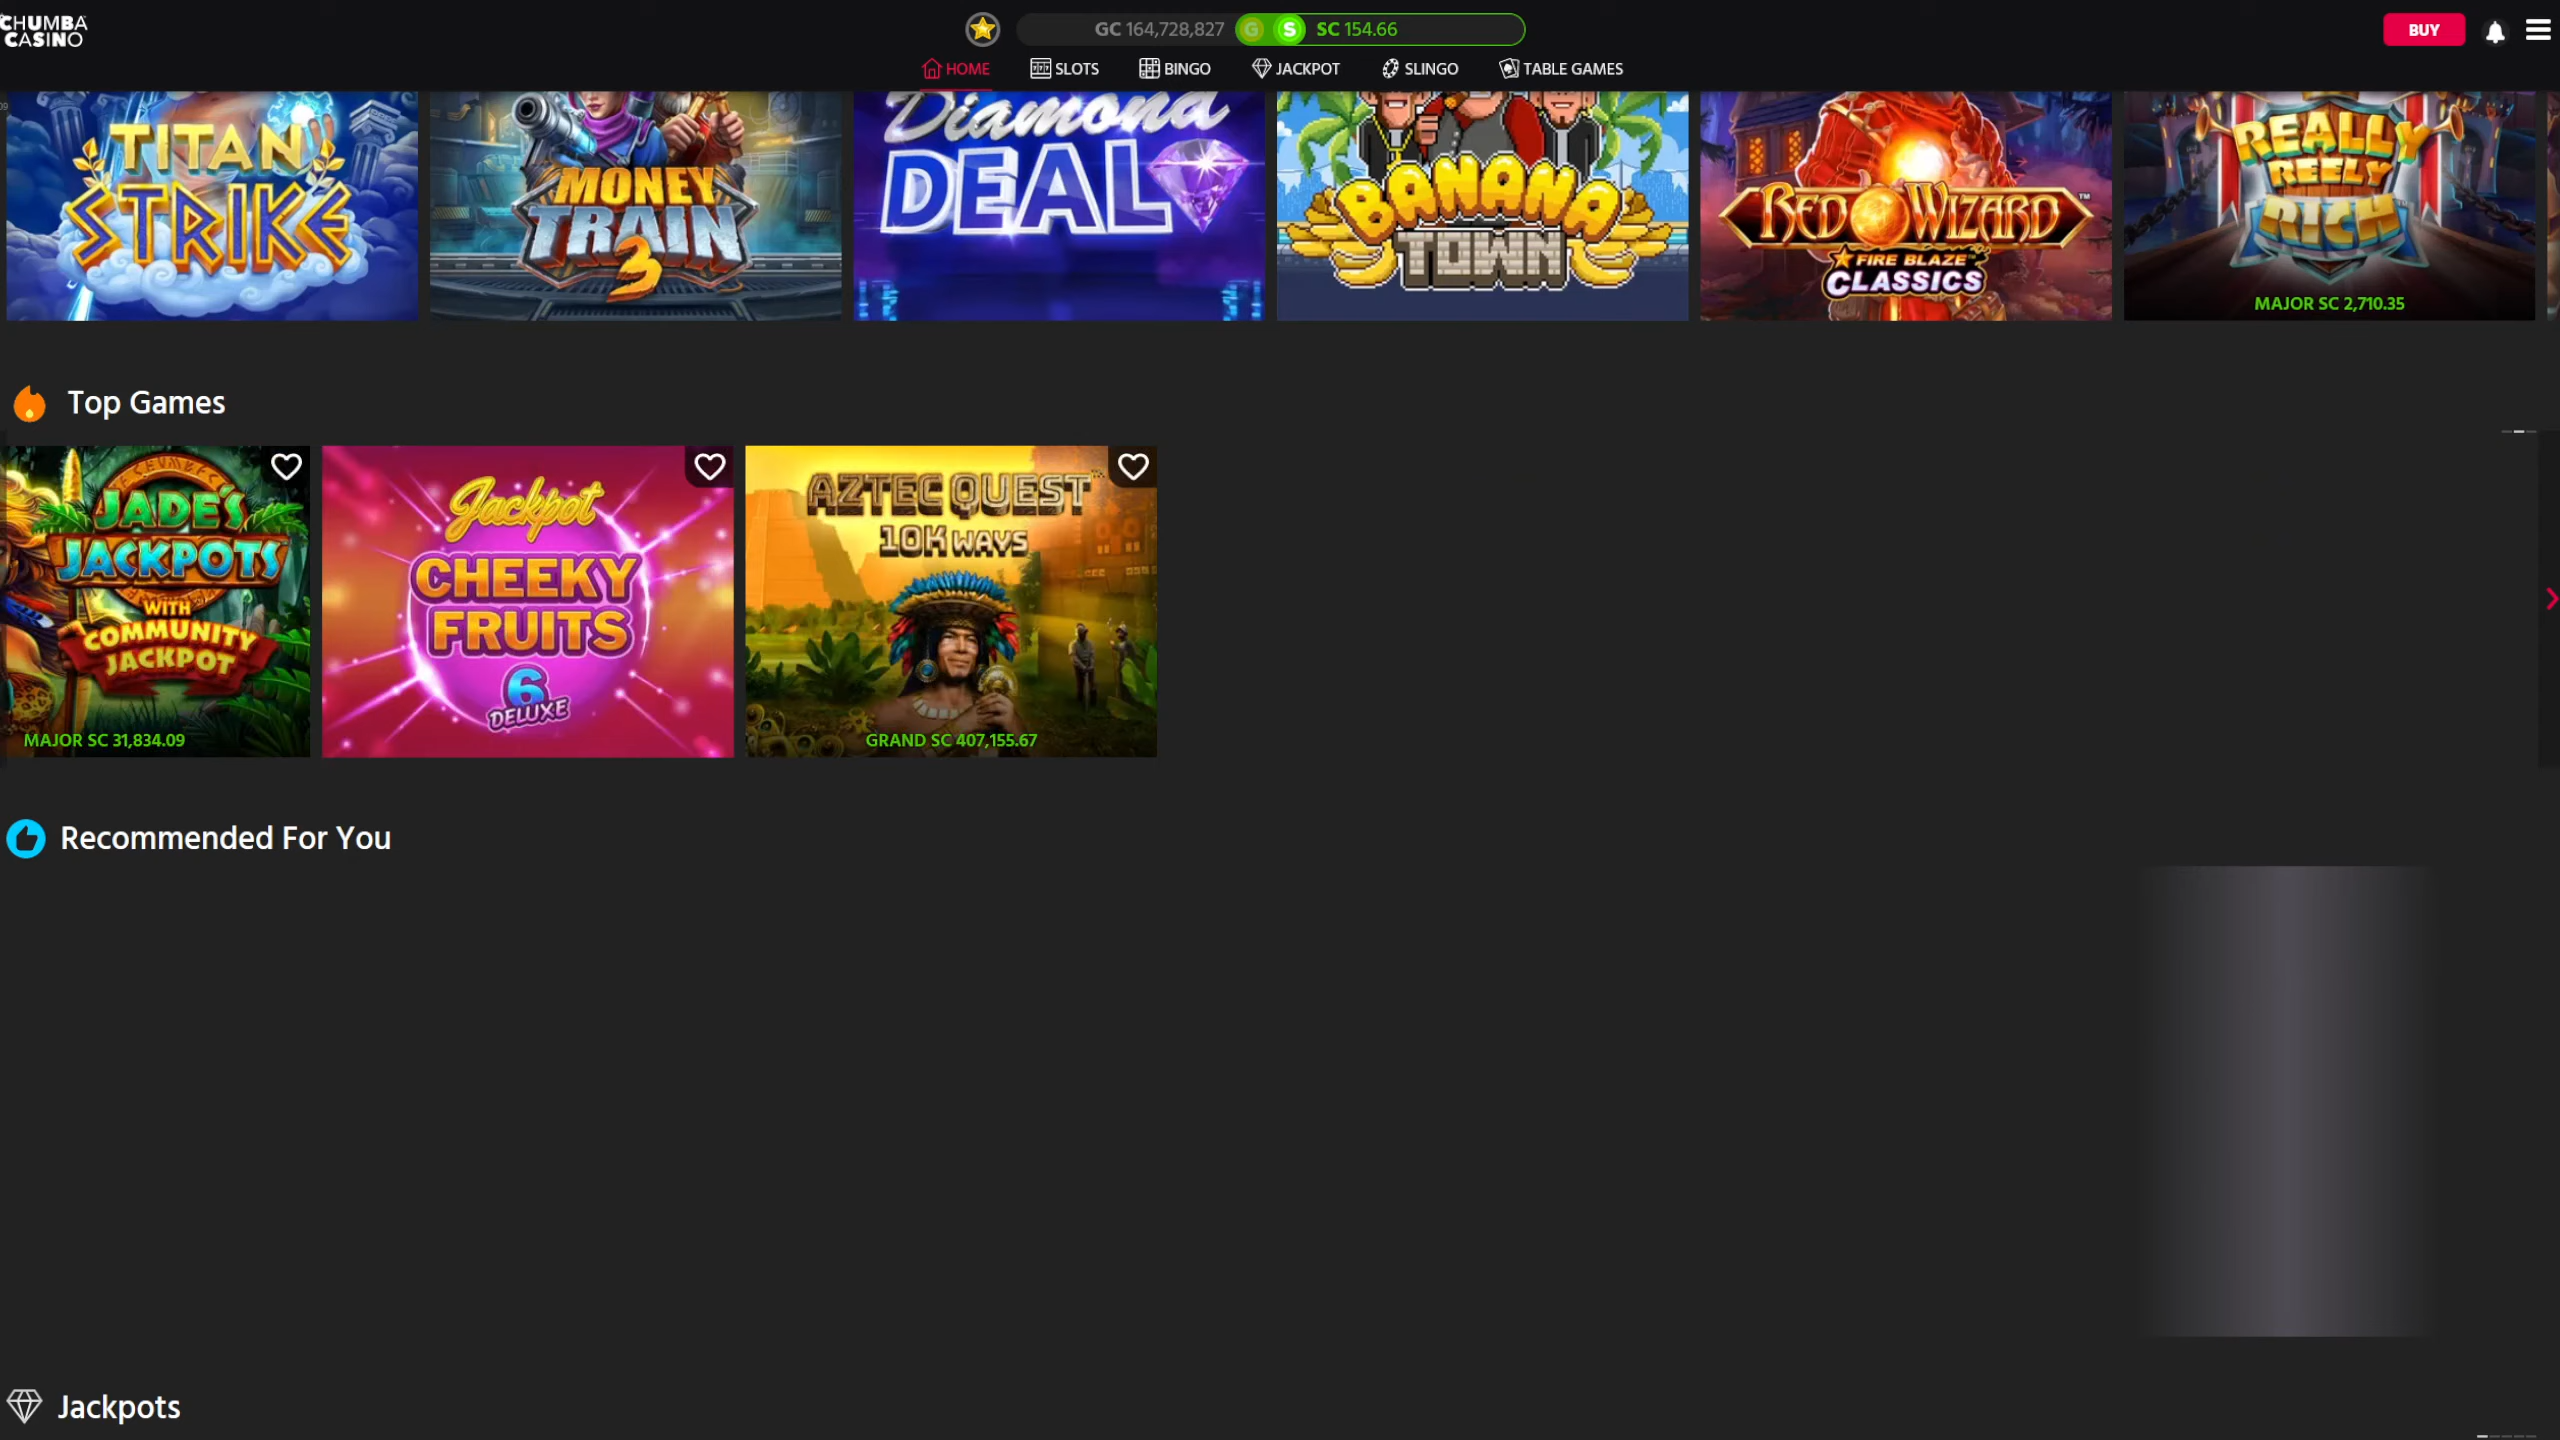 CHUMBA
CASINO
GC 164,728,827
G
S
SC 154.66
BUY
HOME
SLOTS
BINGO
JACKPOT
SLINGO
TABLE GAMES
TITAN
STRIKE
MONEY
TRAIN
3
Diamond
DEAL
BANANA
TOWN
RED WIZARD™
FIRE BLAZE™
CLASSICS
REALLY
REELY
RICH
MAJOR SC 2,710.35
Top Games
JADE'S
JACKPOTS
WITH
COMMUNITY
JACKPOT
MAJOR SC 31,834.09
Jackpot
CHEEKY
FRUITS
6
DELUXE
AZTEC QUEST
10K WAYS
GRAND SC 407,155.67
Recommended For You
Jackpots